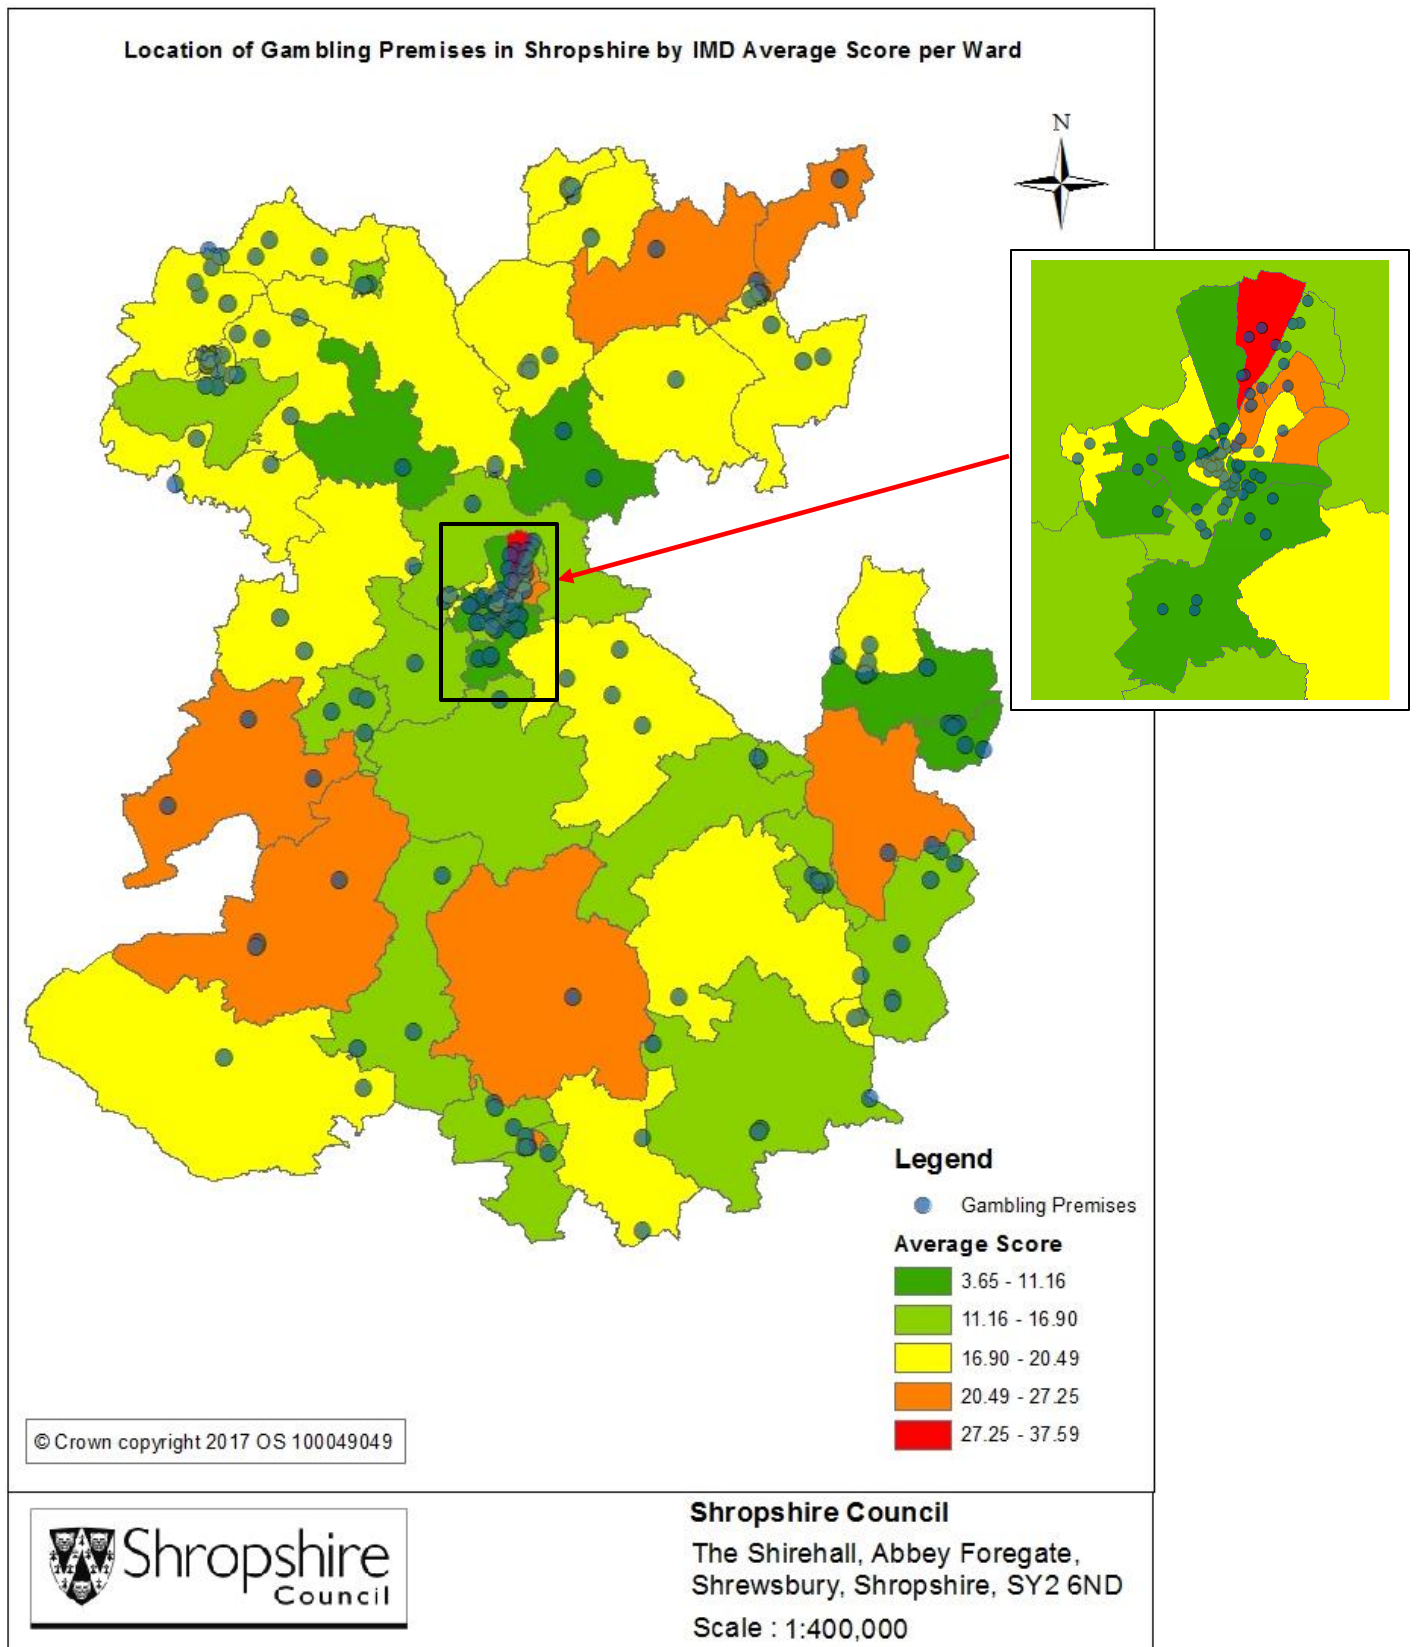 Location of Gambling Premises in Shropshire by IMD Average Score per Ward
N
Legend
Gambling Premises
Average Score
3.65 - 11.16
11.16 - 16.90
16.90 - 20.49
20.49 - 27.25
27.25 - 37.59
© Crown copyright 2017 OS 100049049
Shropshire
Council
Shropshire Council
The Shirehall, Abbey Foregate,
Shrewsbury, Shropshire, SY2 6ND
Scale : 1:400,000